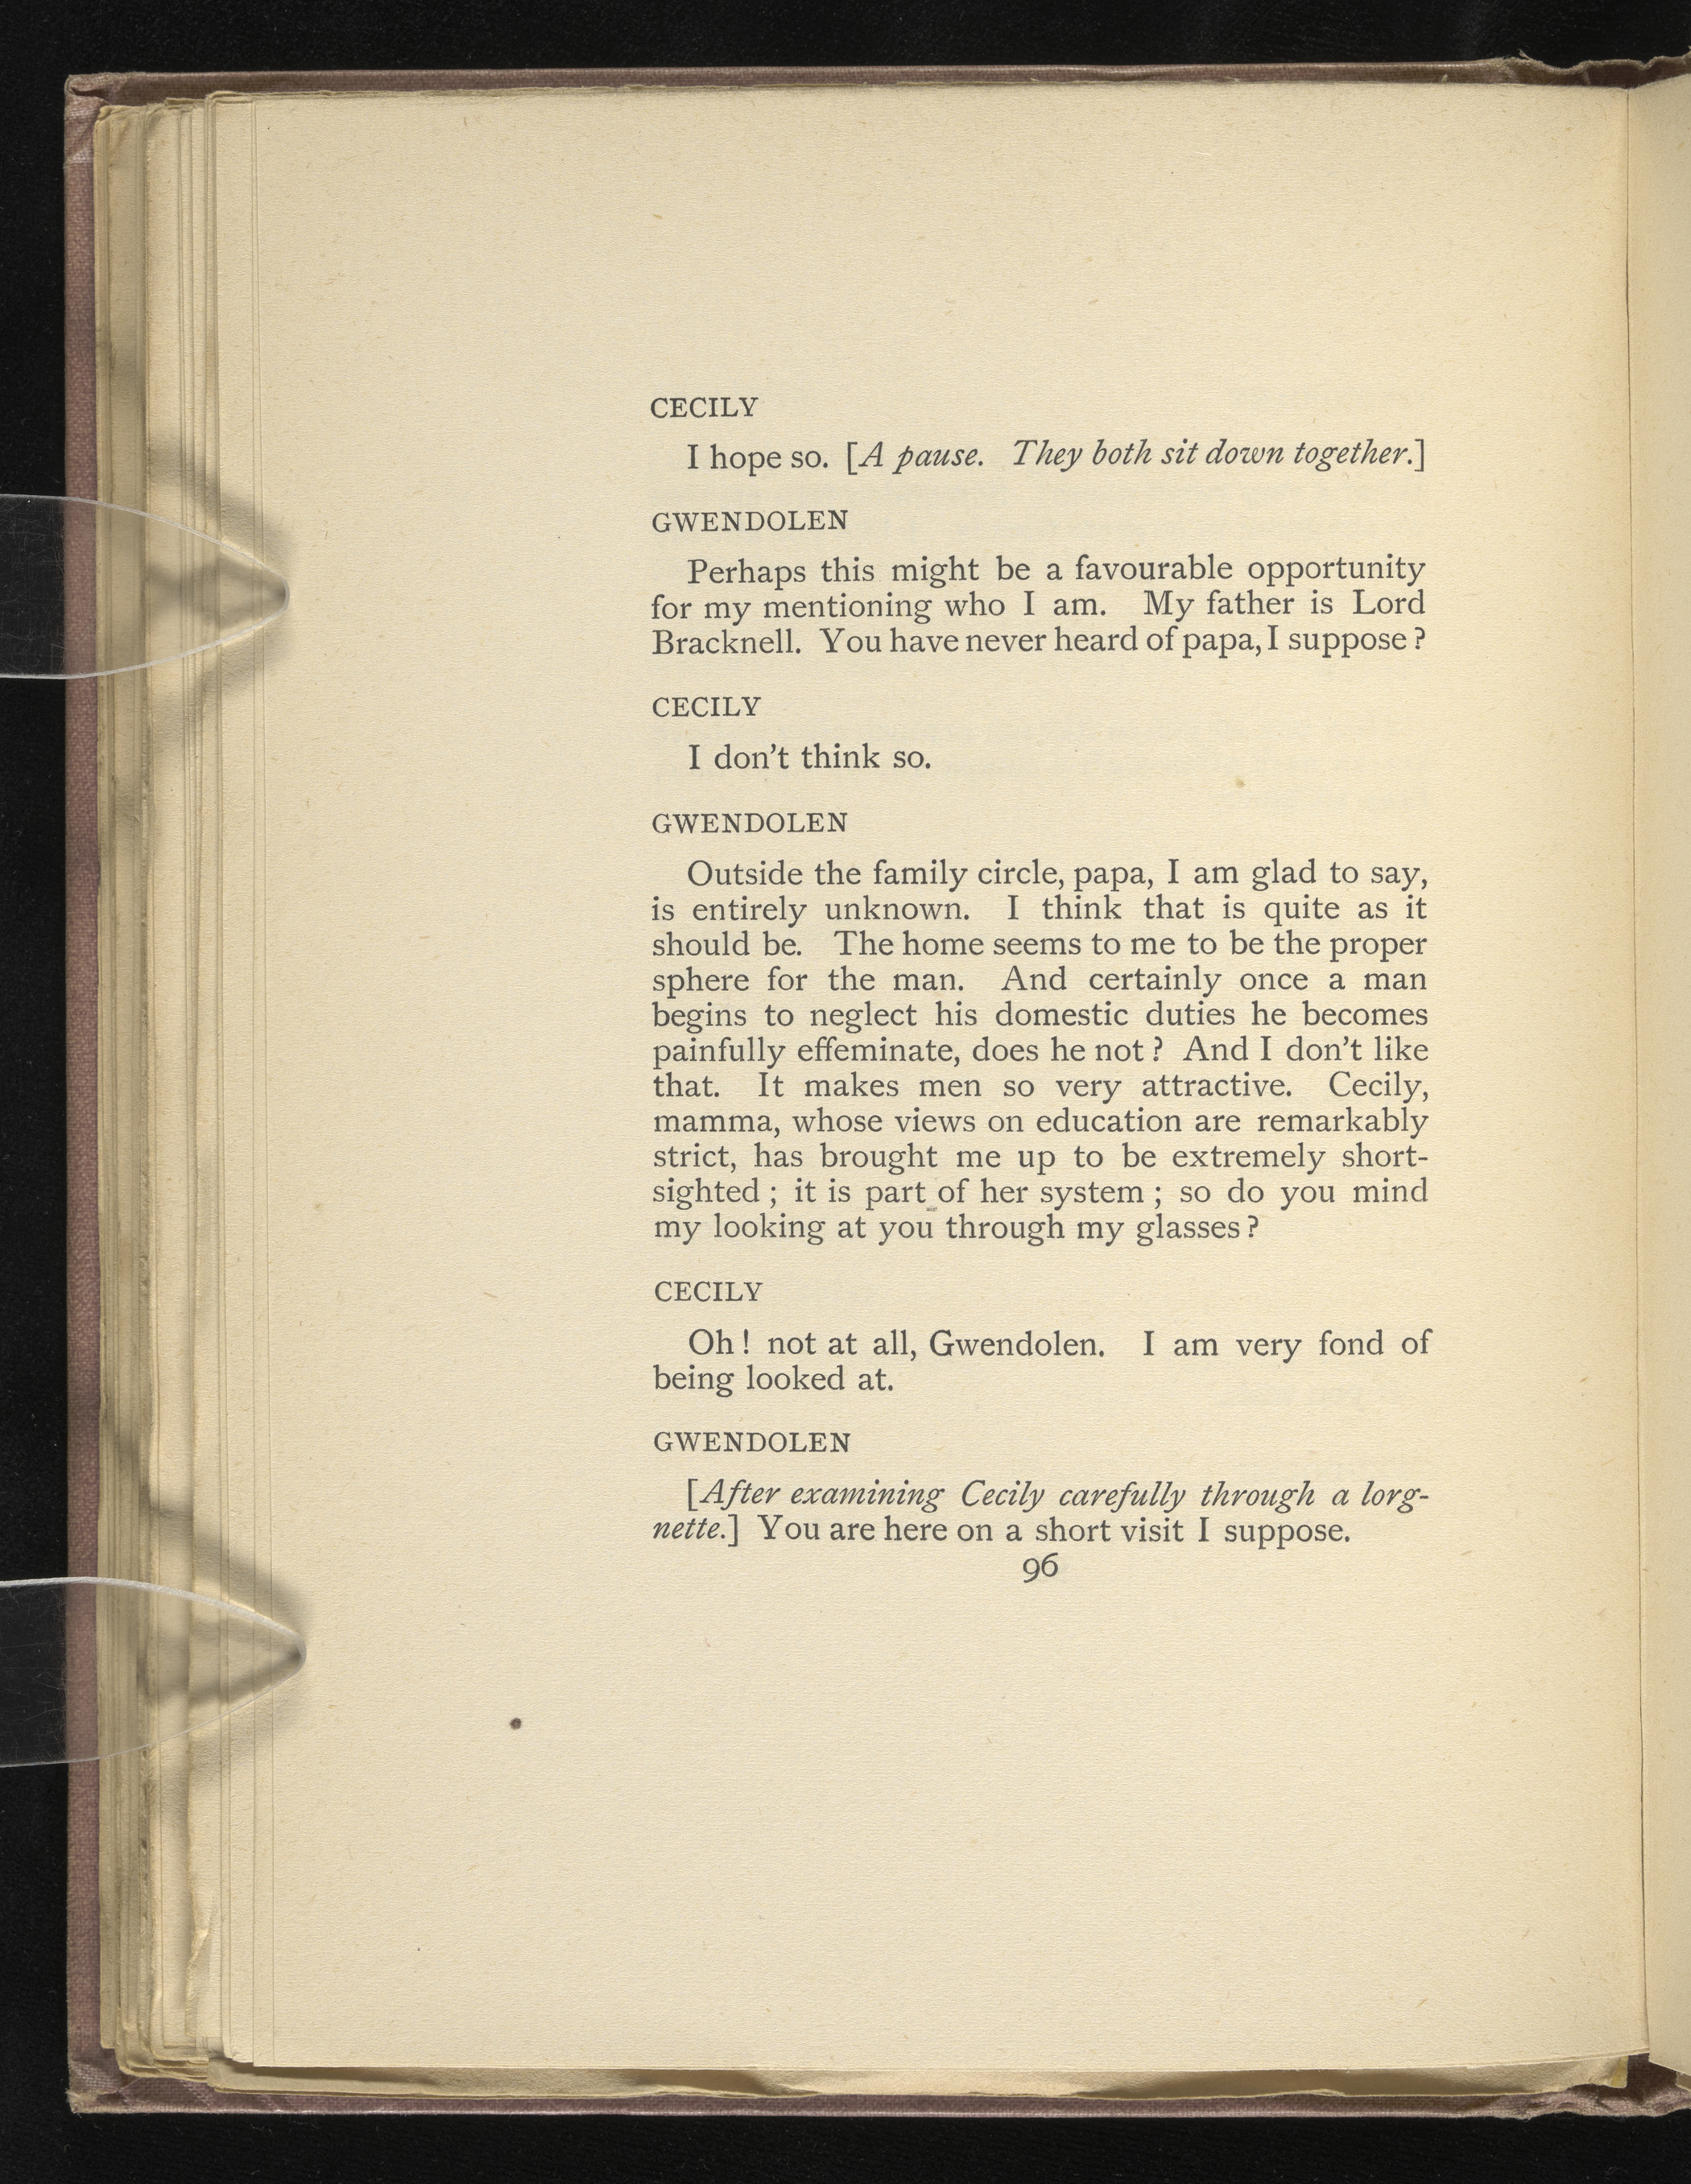 CECILY
I hope so. [A pause. They both sit down together.]
GWENDOLEN
Perhaps this might be a favourable opportunity
for my mentioning who I am. My father is Lord
Bracknell. You have never heard of papa, I suppose?
CECILY
I don't think so.
GWENDOLEN
Outside the family circle, papa, I am glad to say,
is entirely unknown. I think that is quite as it
should be. The home seems to me to be the proper
sphere for the man. And certainly once a man
begins to neglect his domestic duties he becomes
painfully effeminate, does he not? And I don't like
that. It makes men so very attractive. Cecily,
mamma, whose views on education are remarkably
strict, has brought me up to be extremely short-
sighted; it is part of her system; so do you mind
my looking at you through my glasses?
CECILY
Oh! not at all, Gwendolen. I am very fond of
being looked at.
GWENDOLEN
[After examining Cecily carefully through a lorg-
nette.] You are here on a short visit I suppose.
96